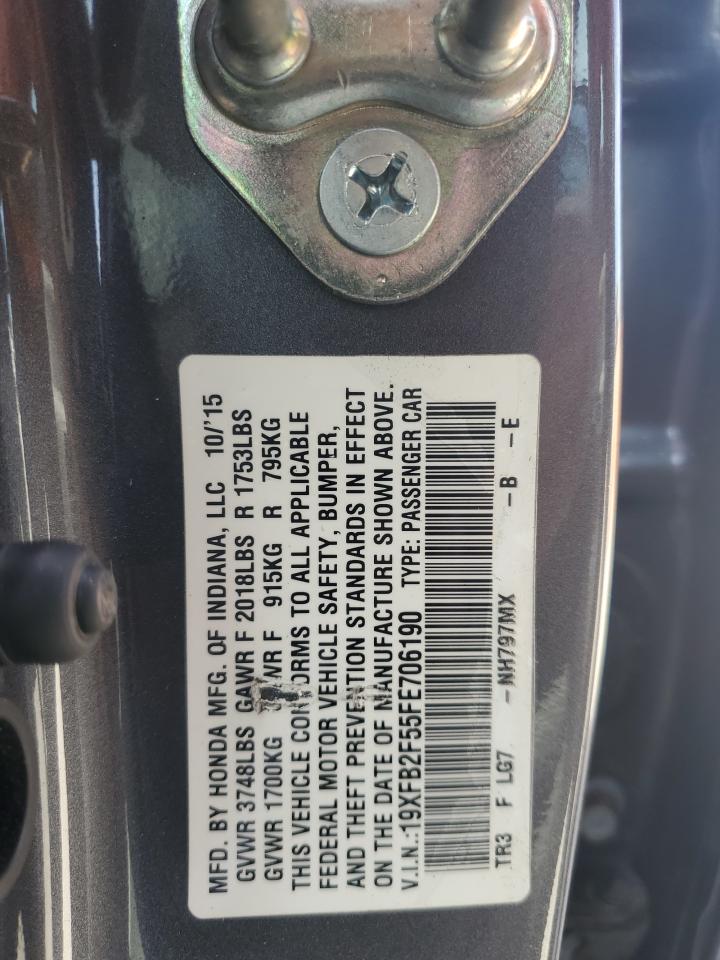 MFD. BY HONDA MFG. OF INDIANA, LLC 10/'15
GVWR 3748LBS GAWR F 2018LBS R 1753LBS
GVWR 1700KG WR F 915KG R 795KG
THIS VEHICLE CONFORMS TO ALL APPLICABLE
FEDERAL MOTOR VEHICLE SAFETY, BUMPER,
AND THEFT PREVENTION STANDARDS IN EFFECT
ON THE DATE OF MANUFACTURE SHOWN ABOVE.
V.I.N.:19XFB2F55FE706190 TYPE: PASSENGER CAR
TR3 F LG7 -NH797MX -B -E